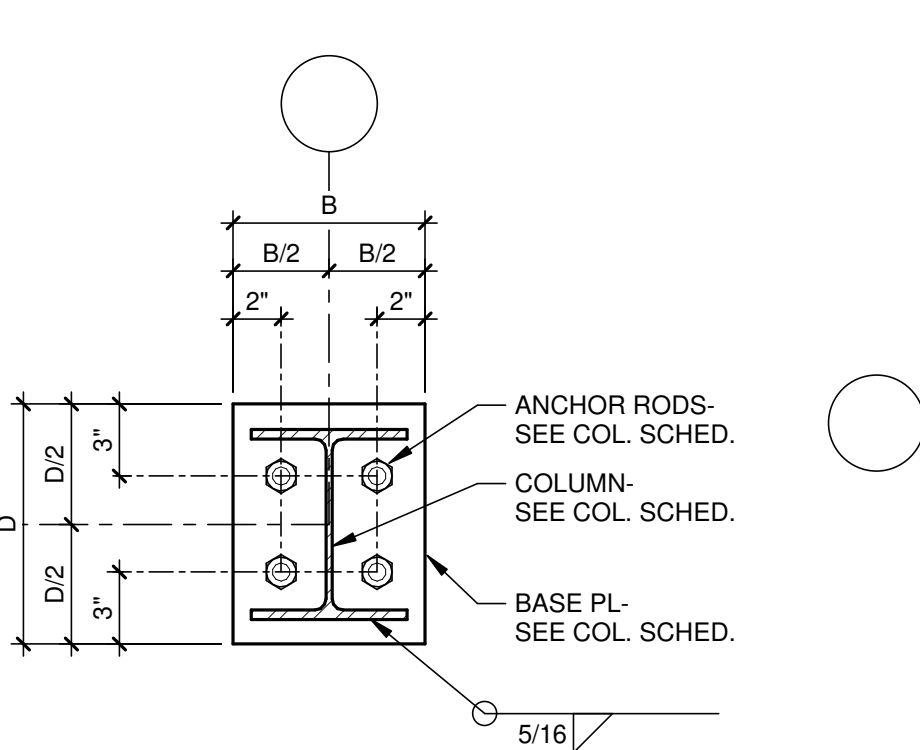 B
B/2 B/2
2" 2"
D
D/2
3"
D/2
3"
ANCHOR RODS-
SEE COL. SCHED.
COLUMN-
SEE COL. SCHED.
BASE PL-
SEE COL. SCHED.
5/16